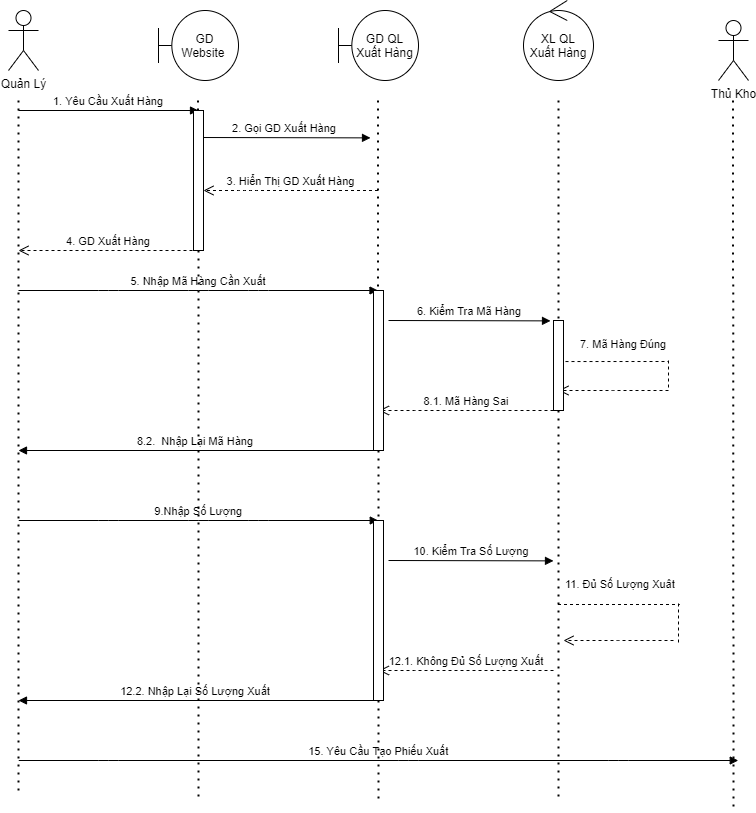 GD
Website
GD QL
Xuất Hàng
XL QL
Xuất Hàng
Quản Lý
Thủ Kho
1. Yêu Cầu Xuất Hàng
2. Gọi GD Xuất Hàng
3. Hiển Thị GD Xuất Hàng
4. GD Xuất Hàng
5. Nhập Mã Hàng Cần Xuất
6. Kiểm Tra Mã Hàng
7. Mã Hàng Đúng
8.1. Mã Hàng Sai
8.2. Nhập Lại Mã Hàng
9.Nhập Số Lượng
10. Kiểm Tra Số Lượng
11. Đủ Số Lượng Xuât
12.1. Không Đủ Số Lượng Xuất
12.2. Nhập Lại Số Lượng Xuất
15. Yêu Cầu Tạo Phiếu Xuất